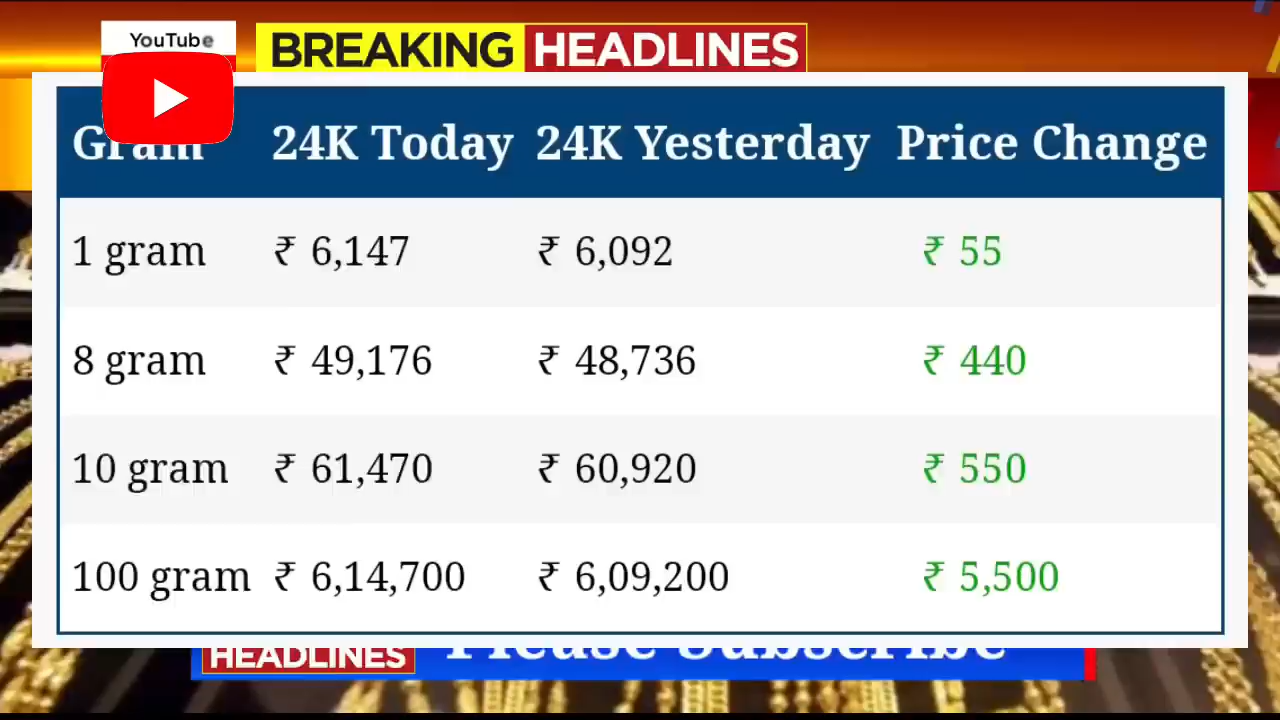 YouTube
BREAKING HEADLINES
Gram 24K Today 24K Yesterday Price Change
1 gram ₹ 6,147 ₹ 6,092 ₹ 55
8 gram ₹ 49,176 ₹ 48,736 ₹ 440
10 gram ₹ 61,470 ₹ 60,920 ₹ 550
100 gram ₹ 6,14,700 ₹ 6,09,200 ₹ 5,500
HEADLINES Please Subscribe